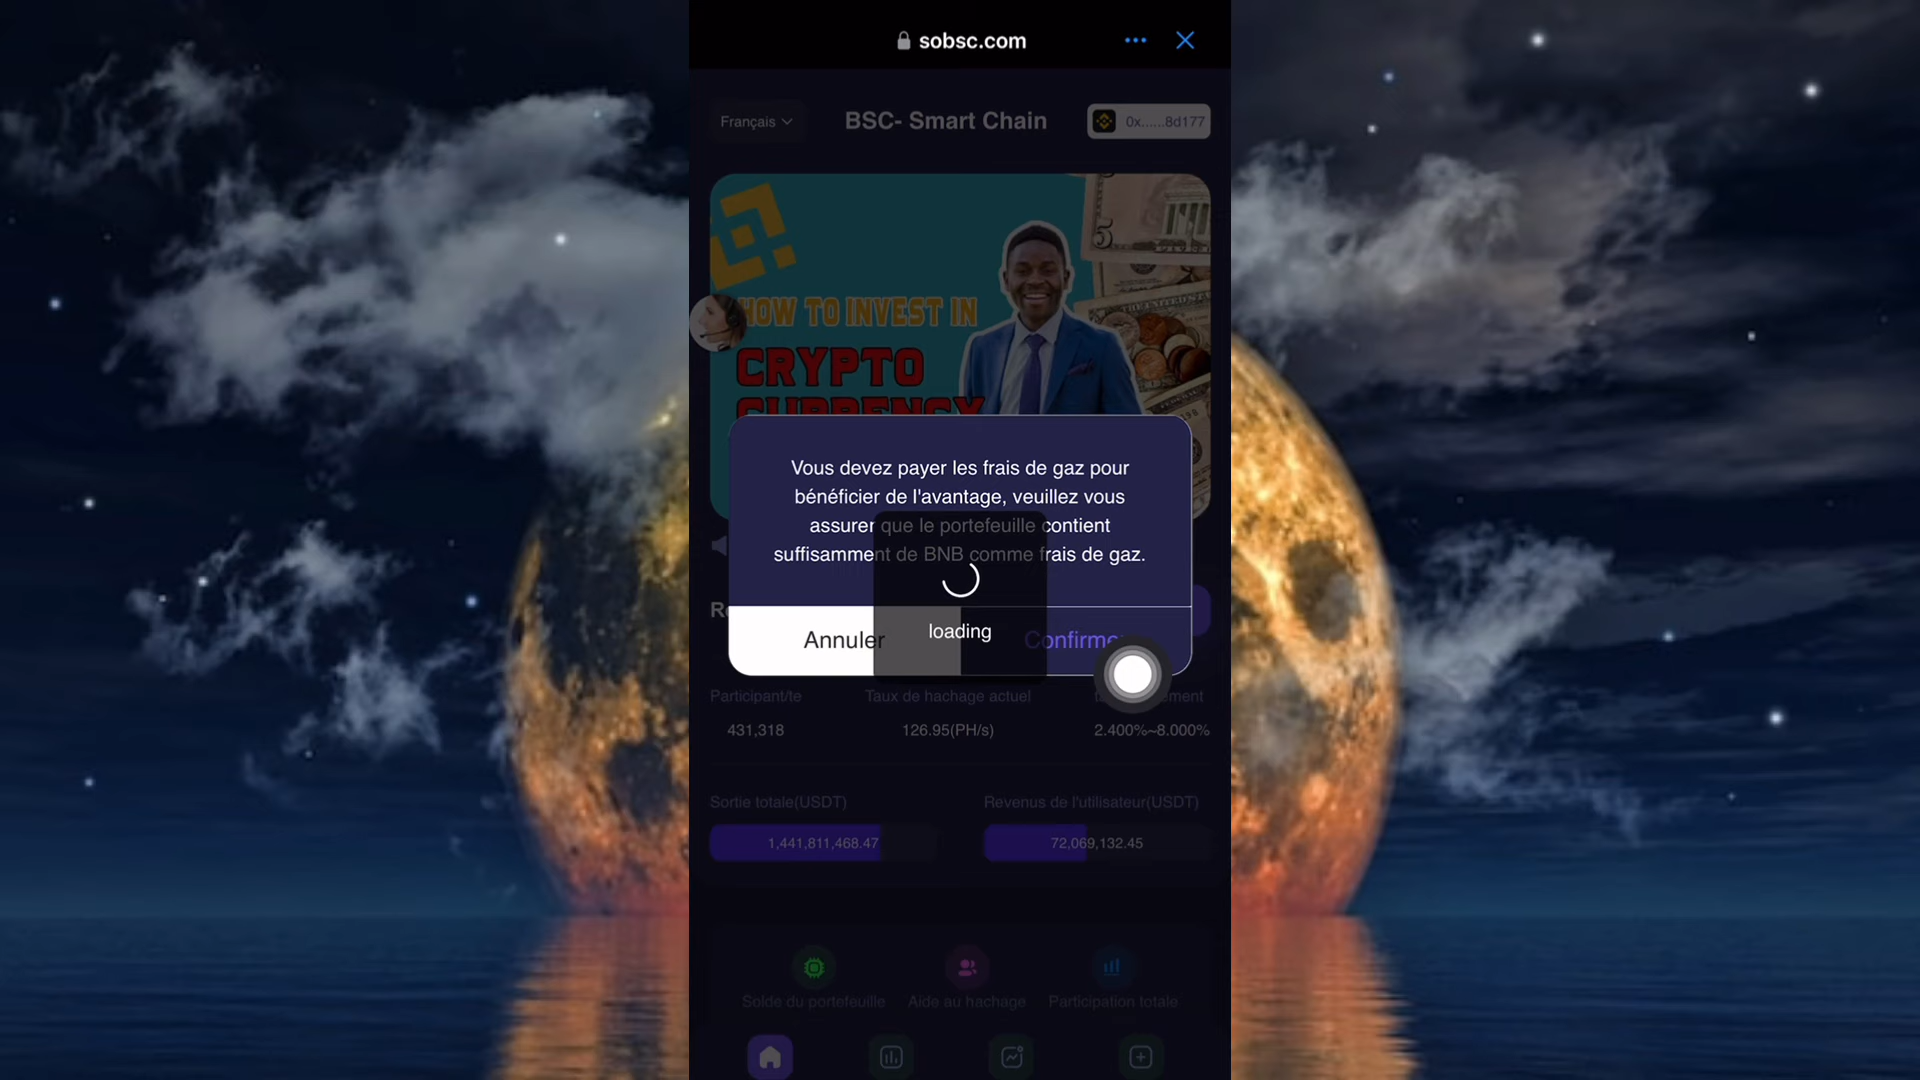 sobsc.com
Français
BSC- Smart Chain
0x......8d177
HOW TO INVEST IN
CRYPTO
CURRENCY
Vous devez payer les frais de gaz pour
bénéficier de l'avantage, veuillez vous
assurer que le portefeuille contient
suffisamment de BNB comme frais de gaz.
Annuler
loading
Confirmer
Participant/te
Taux de hachage actuel
431,318
126.95(PH/s)
2.400%~8.000%
Sortie totale(USDT)
Revenus de l'utilisateur(USDT)
1,441,811,468.47
72,069,132.45
Solde du portefeuille
Aide au hachage
Participation totale